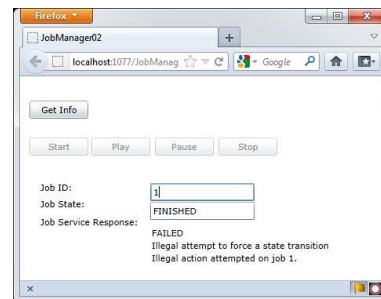 Firefox
JobManager02
localhost:1077/JobManag
Google
Get Info
Start Play Pause Stop
Job ID: 1
Job State: FINISHED
Job Service Response:
FAILED
Illegal attempt to force a state transition
Illegal action attempted on job 1.